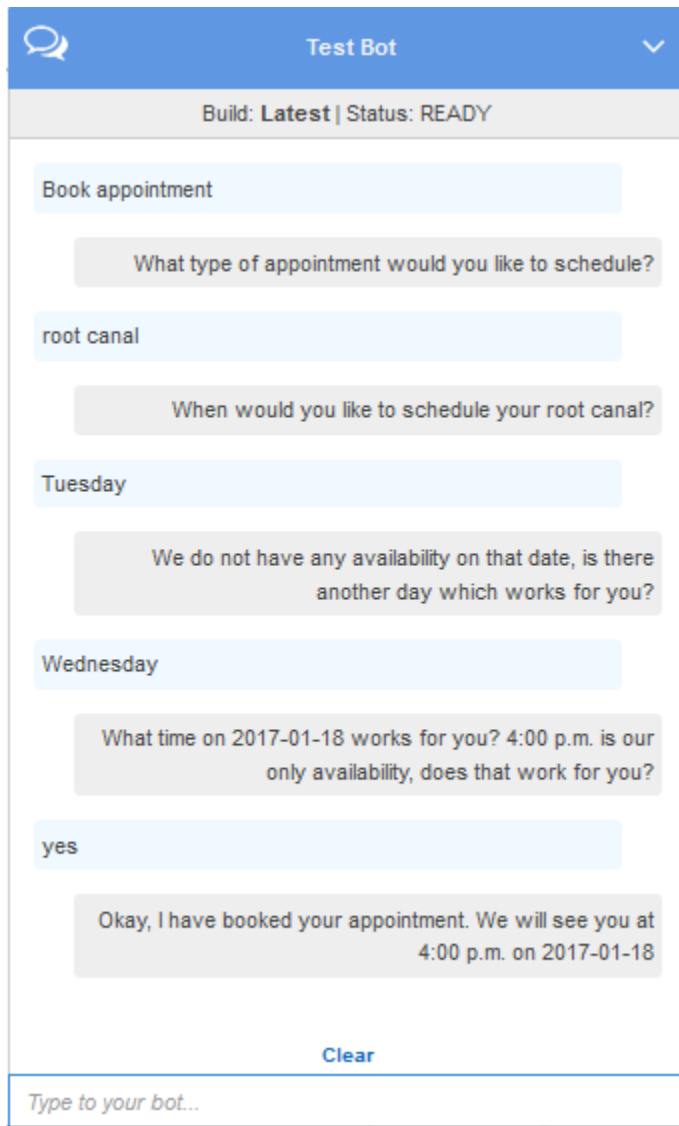 Test Bot
Build: Latest | Status: READY
Book appointment
What type of appointment would you like to schedule?
root canal
When would you like to schedule your root canal?
Tuesday
We do not have any availability on that date, is there
another day which works for you?
Wednesday
What time on 2017-01-18 works for you? 4:00 p.m. is our
only availability, does that work for you?
yes
Okay, I have booked your appointment. We will see you at
4:00 p.m. on 2017-01-18
Clear
Type to your bot...